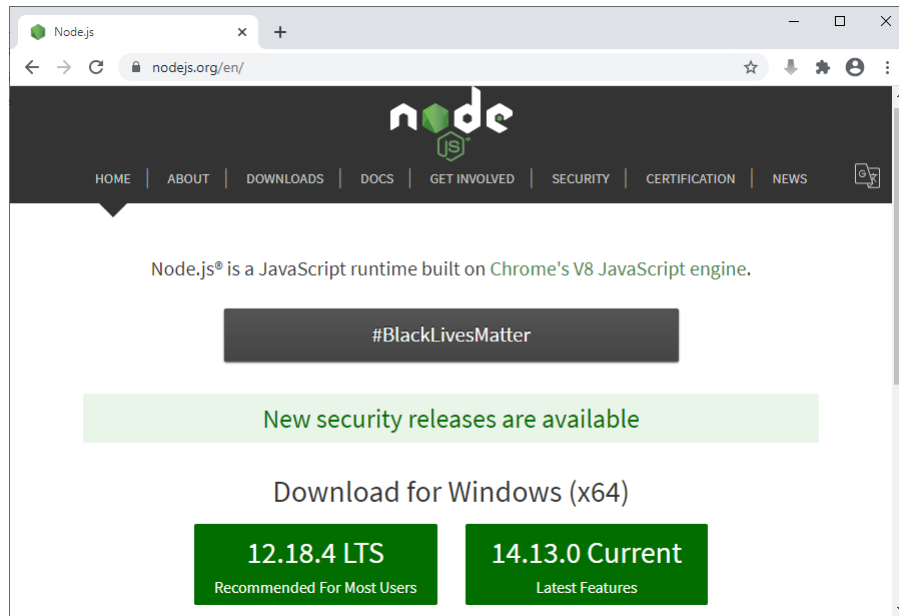 Node.js
nodejs.org/en/
node
JS
HOME | ABOUT | DOWNLOADS | DOCS | GET INVOLVED | SECURITY | CERTIFICATION | NEWS
Node.js® is a JavaScript runtime built on Chrome's V8 JavaScript engine.
#BlackLivesMatter
New security releases are available
Download for Windows (x64)
12.18.4 LTS
Recommended For Most Users
14.13.0 Current
Latest Features